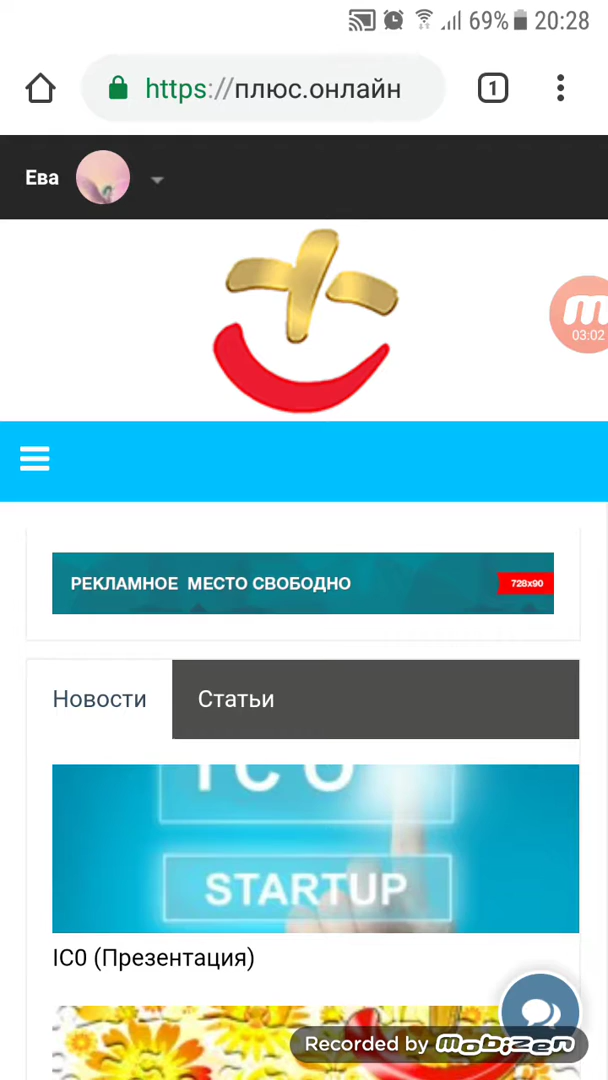 69% 20:28
https://плюс.онлайн
1
Ева
03:02
РЕКЛАМНОЕ МЕСТО СВОБОДНО 728x90
Новости Статьи
ICO
STARTUP
IC0 (Презентация)
Recorded by mobizen